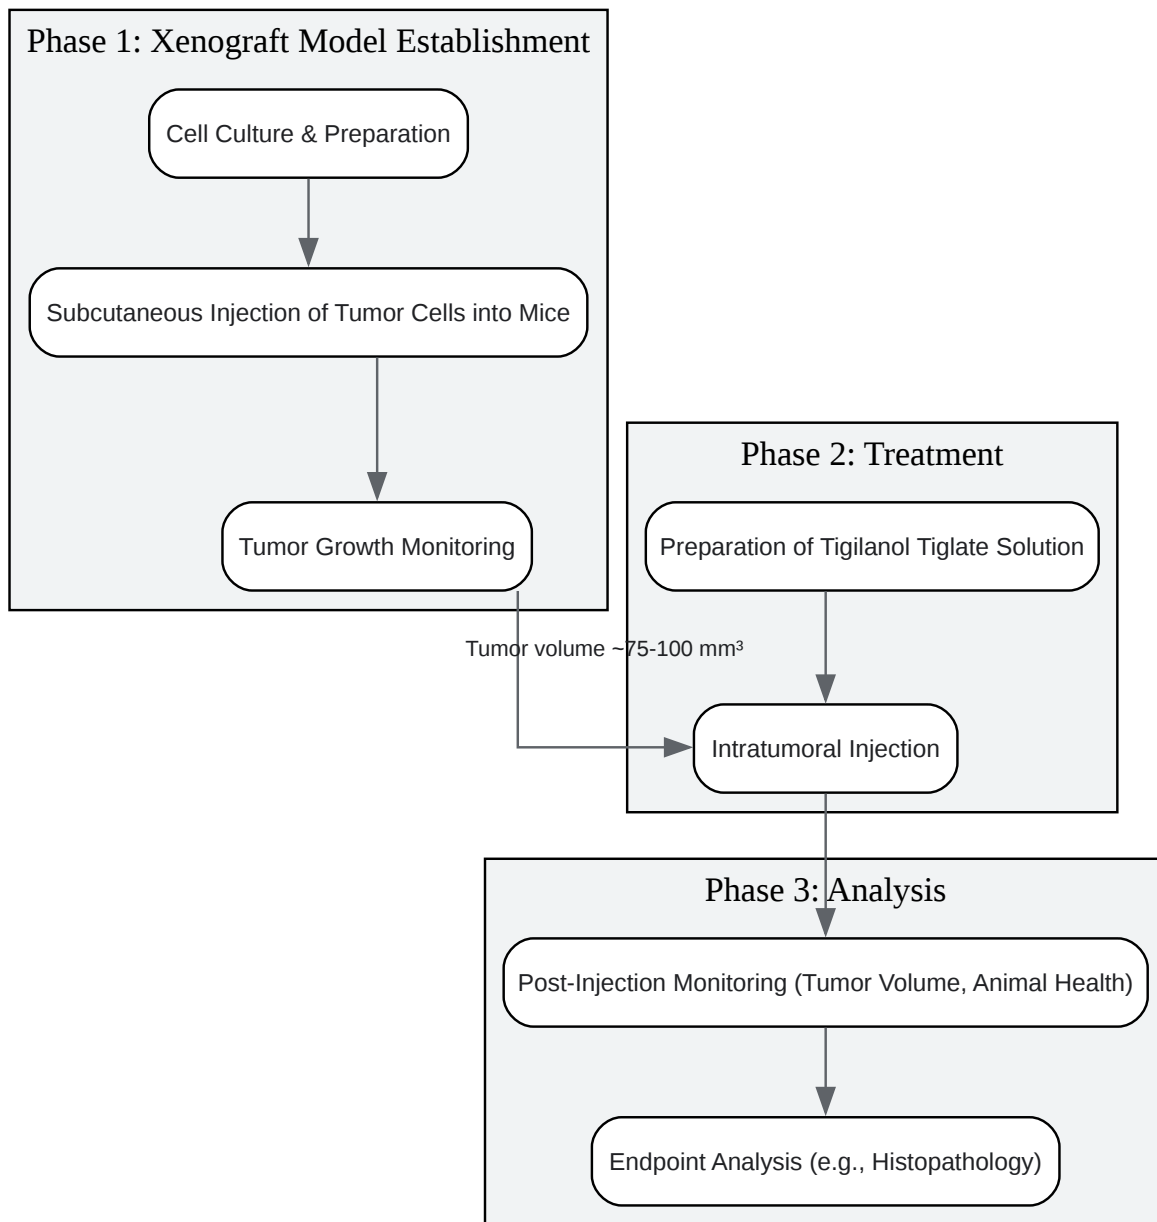 Phase 1: Xenograft Model Establishment
Cell Culture & Preparation
Subcutaneous Injection of Tumor Cells into Mice
Tumor Growth Monitoring
Tumor volume ~75-100 mm³
Phase 2: Treatment
Preparation of Tigilanol Tiglate Solution
Intratumoral Injection
Phase 3: Analysis
Post-Injection Monitoring (Tumor Volume, Animal Health)
Endpoint Analysis (e.g., Histopathology)